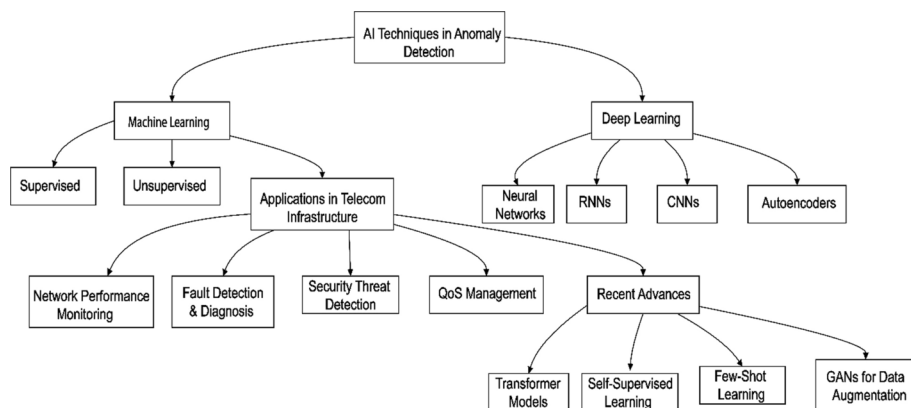 AI Techniques in Anomaly
Detection
Machine Learning
Deep Learning
Supervised
Unsupervised
Applications in Telecom
Infrastructure
Neural
Networks
RNNs
CNNs
Autoencoders
Network Performance
Monitoring
Fault Detection
& Diagnosis
Security Threat
Detection
QoS Management
Recent Advances
Transformer
Models
Self-Supervised
Learning
Few-Shot
Learning
GANs for Data
Augmentation